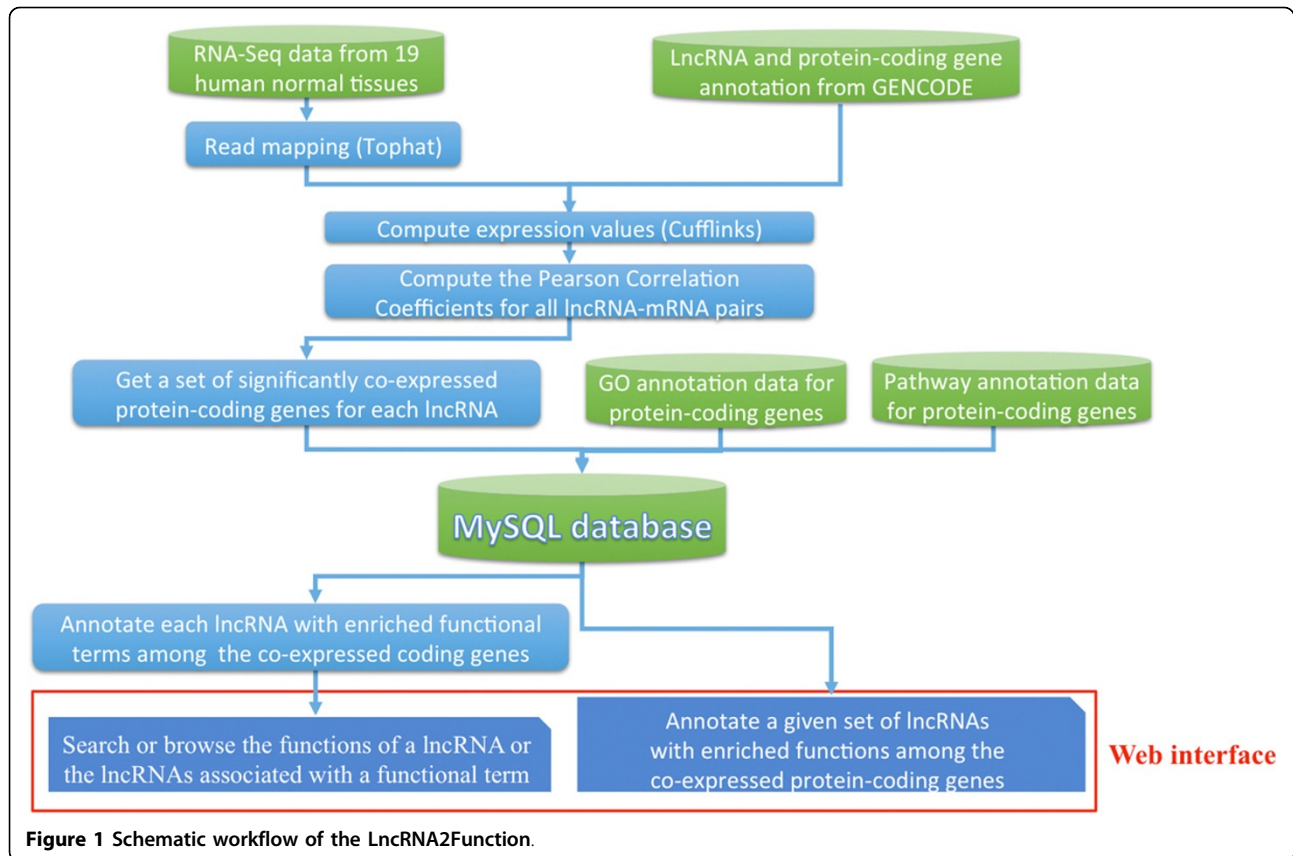 RNA-Seq data from 19
human normal tissues
LncRNA and protein-coding gene
annotation from GENCODE
Read mapping (Tophat)
Compute expression values (Cufflinks)
Compute the Pearson Correlation
Coefficients for all lncRNA-mRNA pairs
Get a set of significantly co-expressed
protein-coding genes for each lncRNA
GO annotation data for
protein-coding genes
Pathway annotation data
for protein-coding genes
MySQL database
Annotate each lncRNA with enriched functional
terms among the co-expressed coding genes
Search or browse the functions of a lncRNA or
the lncRNAs associated with a functional term
Annotate a given set of lncRNAs
with enriched functions among the
co-expressed protein-coding genes
Web interface
Figure 1 Schematic workflow of the LncRNA2Function.